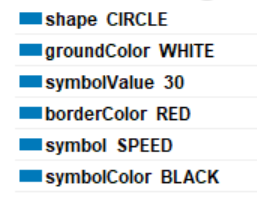 shape CIRCLE
groundColor WHITE
symbolValue 30
borderColor RED
symbol SPEED
symbolColor BLACK